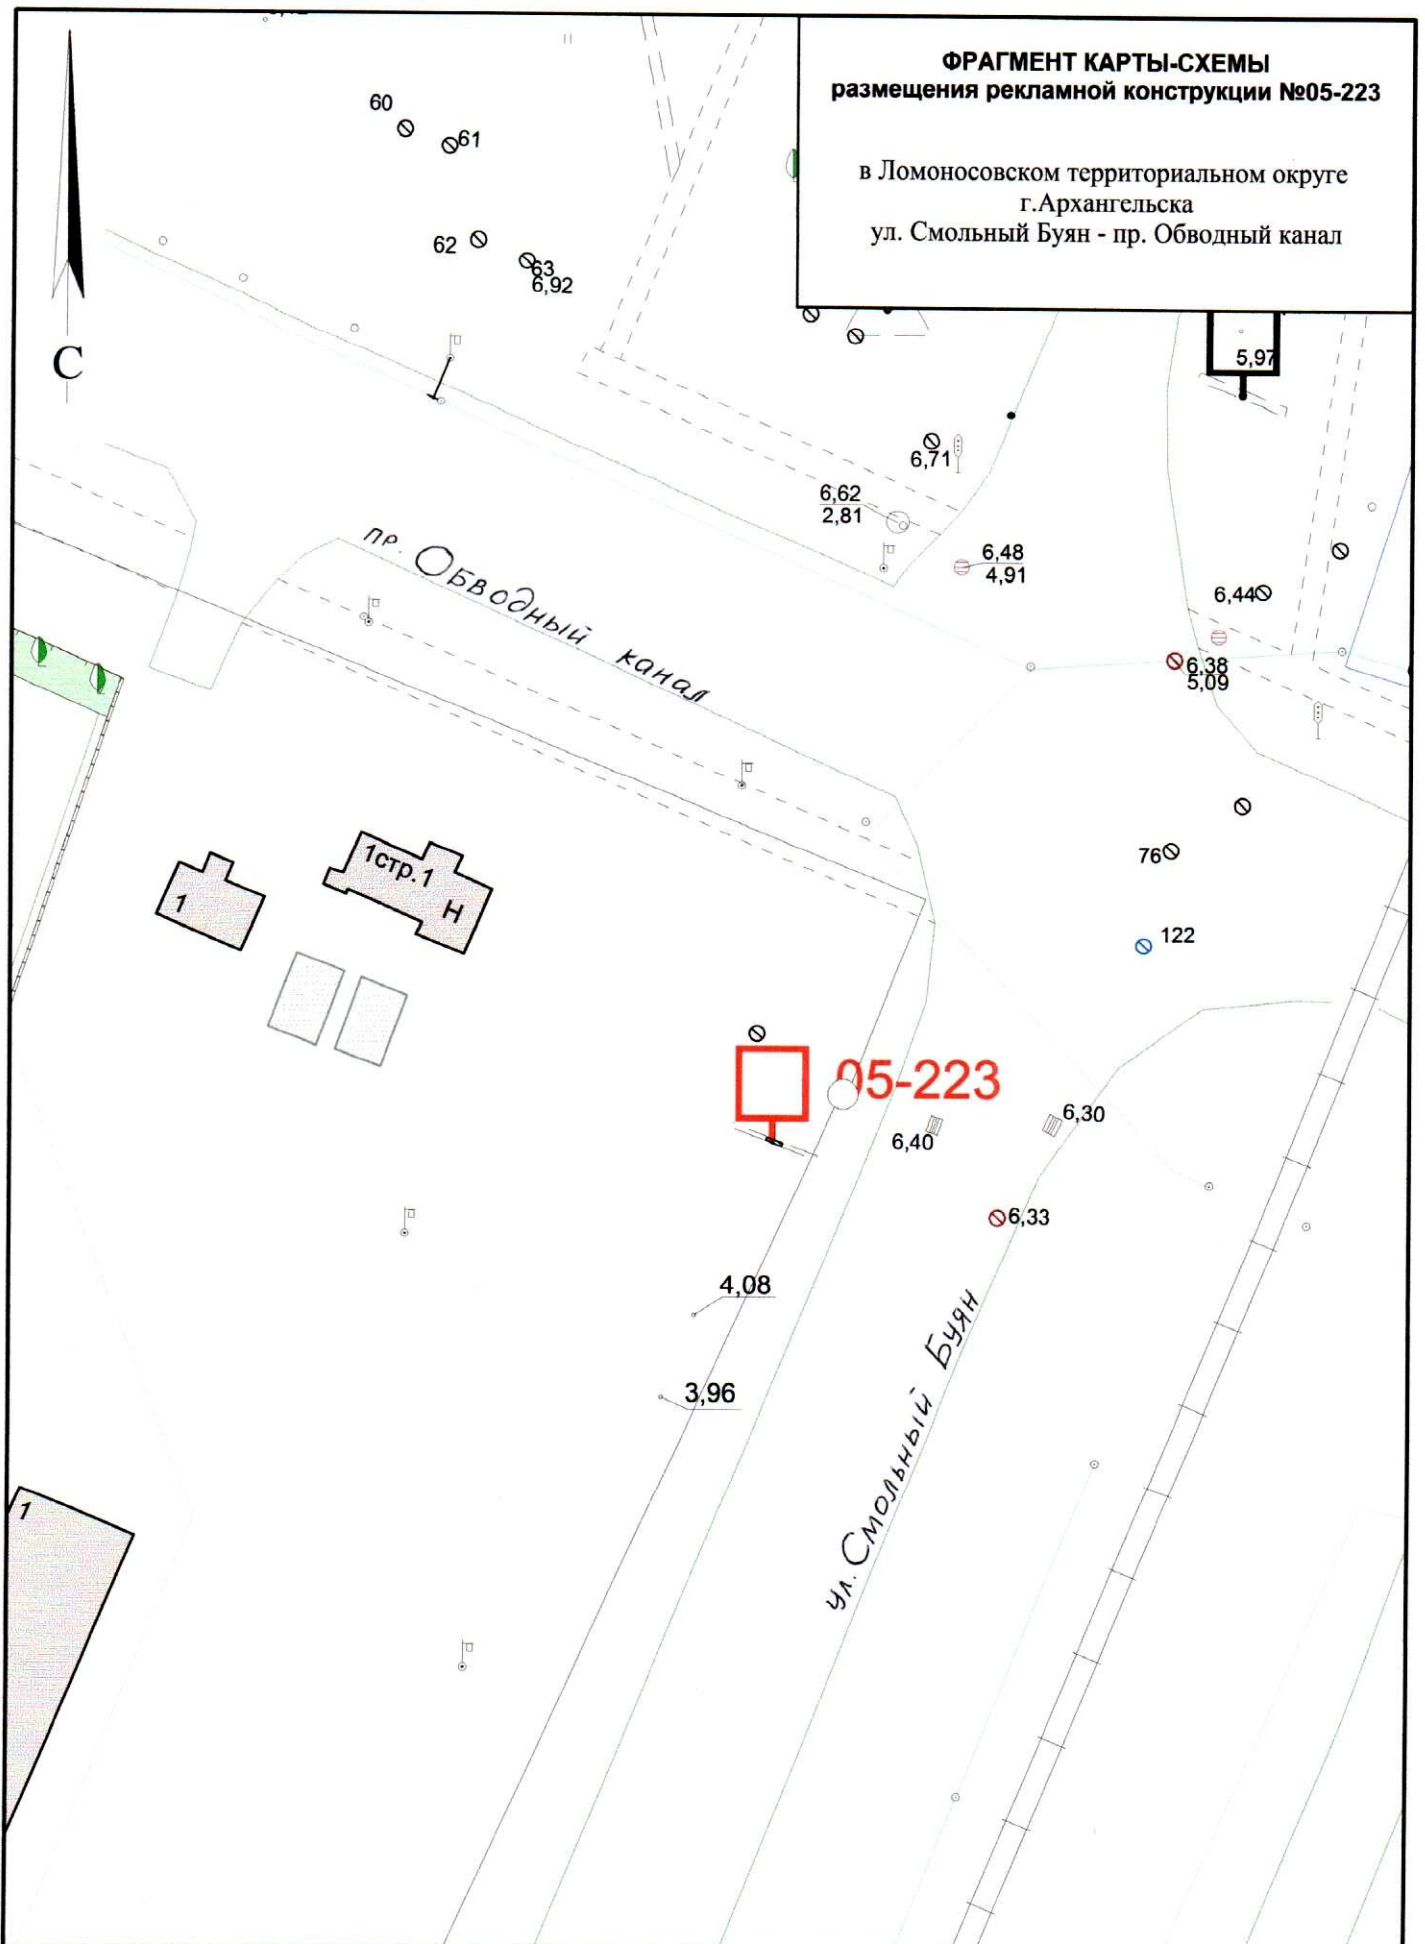 ФРАГМЕНТ КАРТЫ-СХЕМЫ
размещения рекламной конструкции №05-223
в Ломоносовском территориальном округе
г.Архангельска
ул. Смольный Буян - пр. Обводный канал
60
61
62
63
6,92
С
5,97
6,71
6,62
2,81
6,48
4,91
6,44
6,38
5,09
пр. Обводный канал
1стр.1
Н
1
76
122
05-223
6,40
6,30
6,33
4,08
3,96
ул. Смольный Буян
1